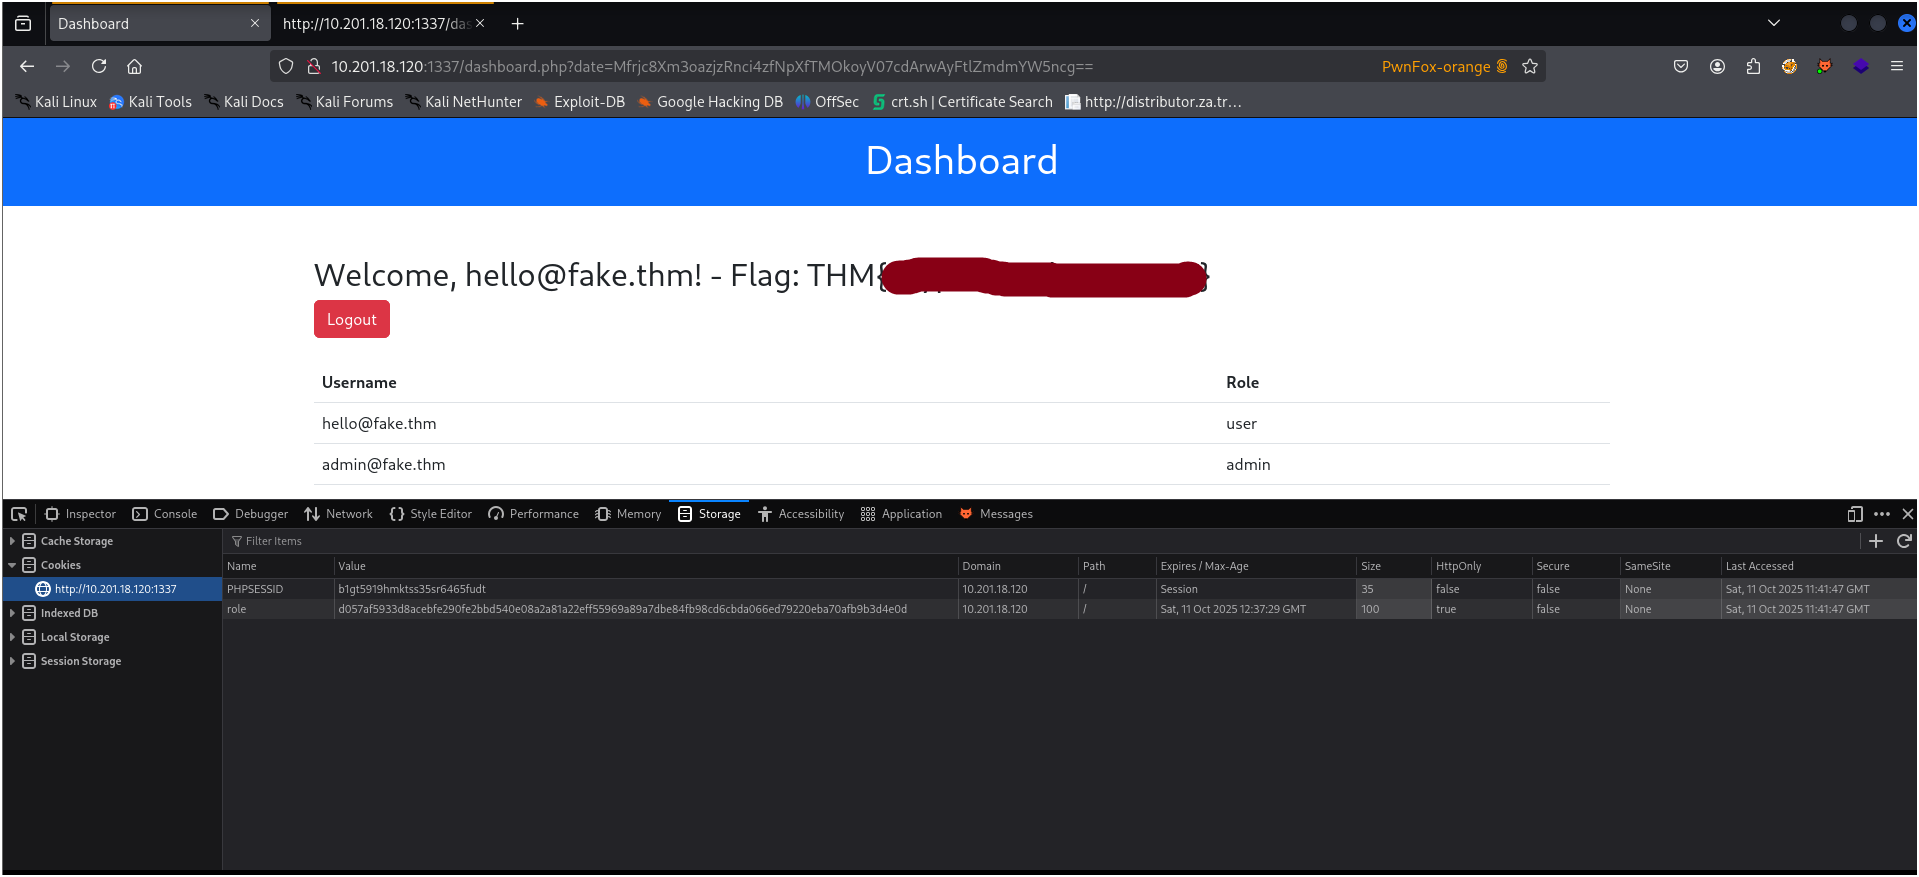 Dashboard
http://10.201.18.120:1337/das
10.201.18.120:1337/dashboard.php?date=Mfrjc8Xm3oazjzRnci4zfNpXfTMOkoyV07cdArwAyFtlZmdmYW5ncg==
PwnFox-orange
Kali Linux Kali Tools Kali Docs Kali Forums Kali NetHunter Exploit-DB Google Hacking DB OffSec crt.sh | Certificate Search http://distributor.za.tr…
Dashboard
Welcome, hello@fake.thm! - Flag: THM{ }
Logout
Username Role
hello@fake.thm user
admin@fake.thm admin
Inspector Console Debugger Network Style Editor Performance Memory Storage Accessibility Application Messages
Cache Storage
Cookies
http://10.201.18.120:1337
Indexed DB
Local Storage
Session Storage
Filter Items
Name Value Domain Path Expires / Max-Age Size HttpOnly Secure SameSite Last Accessed
PHPSESSID b1gt5919hmktss35sr6465fudt 10.201.18.120 / Session 35 false false None Sat, 11 Oct 2025 11:41:47 GMT
role d057af5933d8acebfe290fe2bbd540e08a2a81a22eff55969a89a7dbe84fb98cd6cbda066ed79220eba70afb9b3d4e0d 10.201.18.120 / Sat, 11 Oct 2025 12:37:29 GMT 100 true false None Sat, 11 Oct 2025 11:41:47 GMT